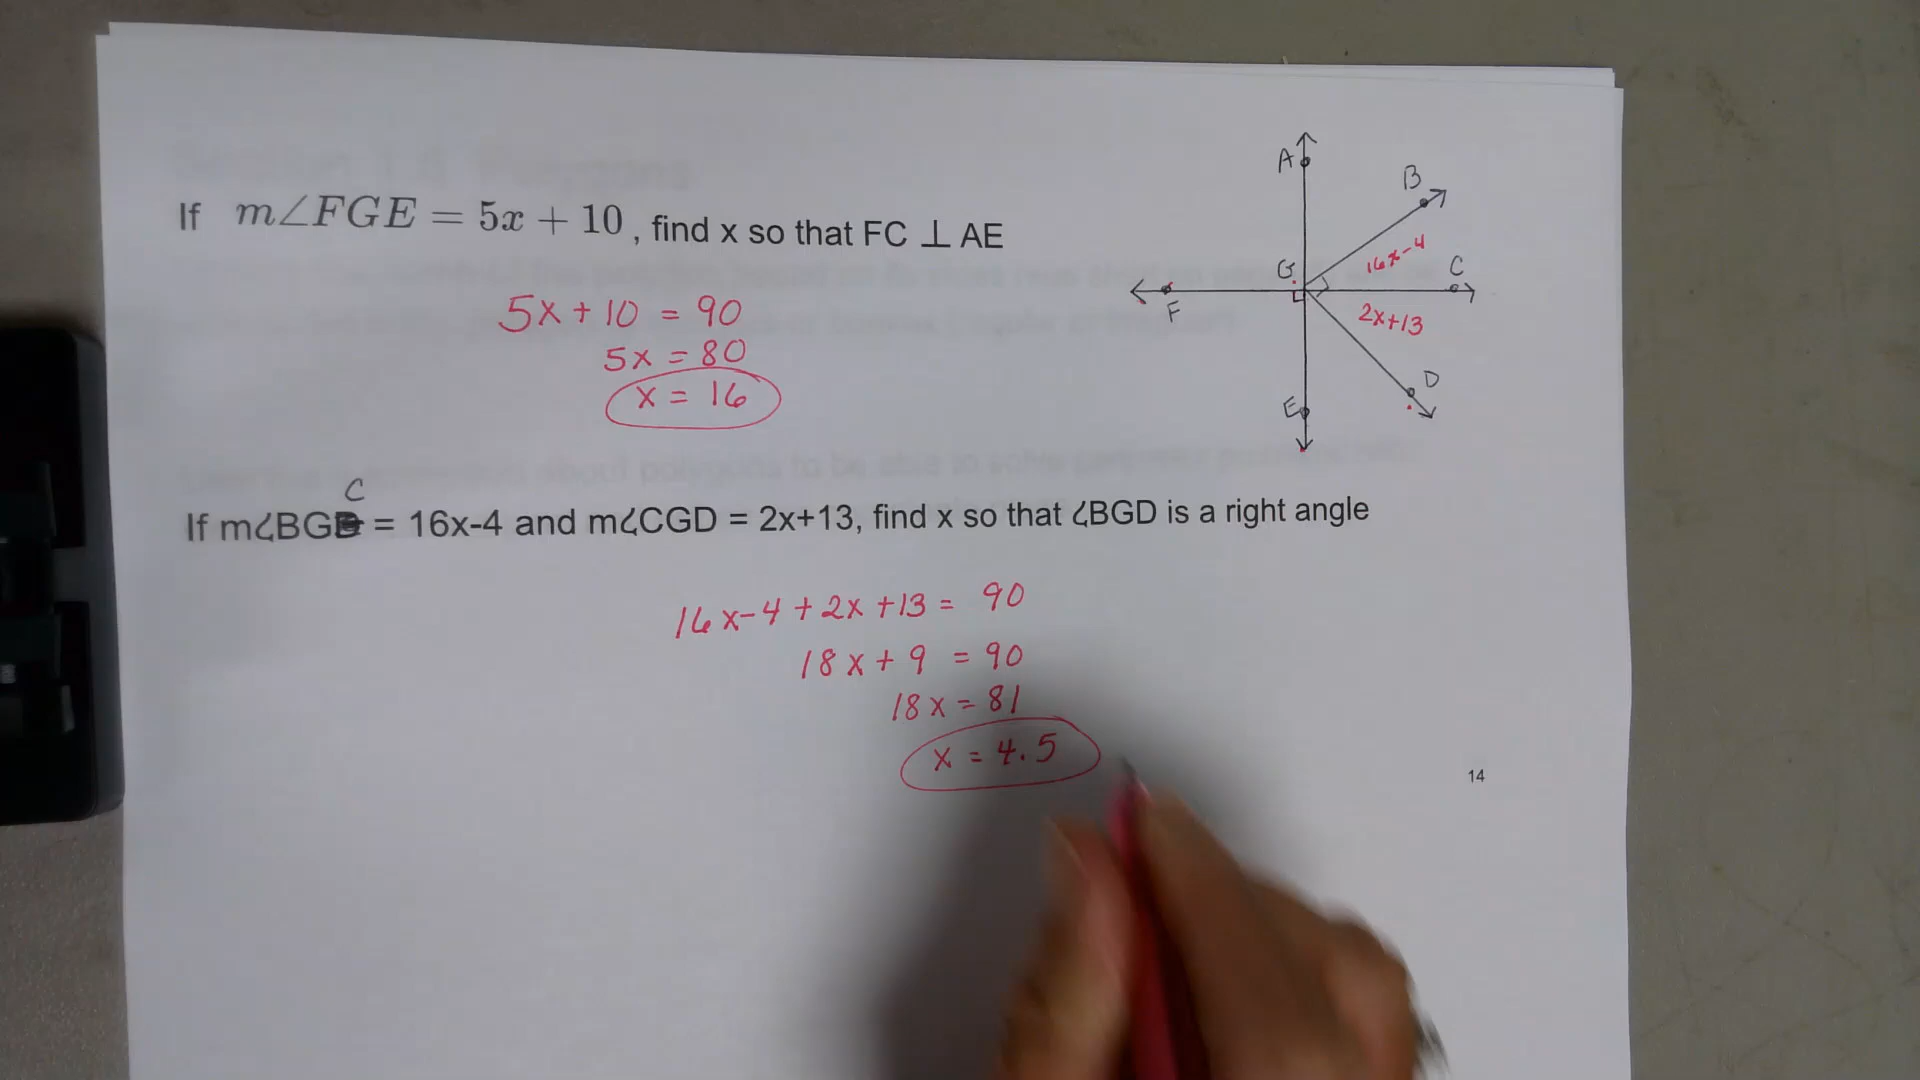 If m∠FGE = 5x + 10, find x so that FC ⊥ AE
5x + 10 = 90
5x = 80
x = 16
A
B
16x-4
G
C
F
2x+13
D
E
C
If m∠BGD = 16x-4 and m∠CGD = 2x+13, find x so that ∠BGD is a right angle
16x-4 + 2x +13 = 90
18x + 9 = 90
18x = 81
x = 4.5
14